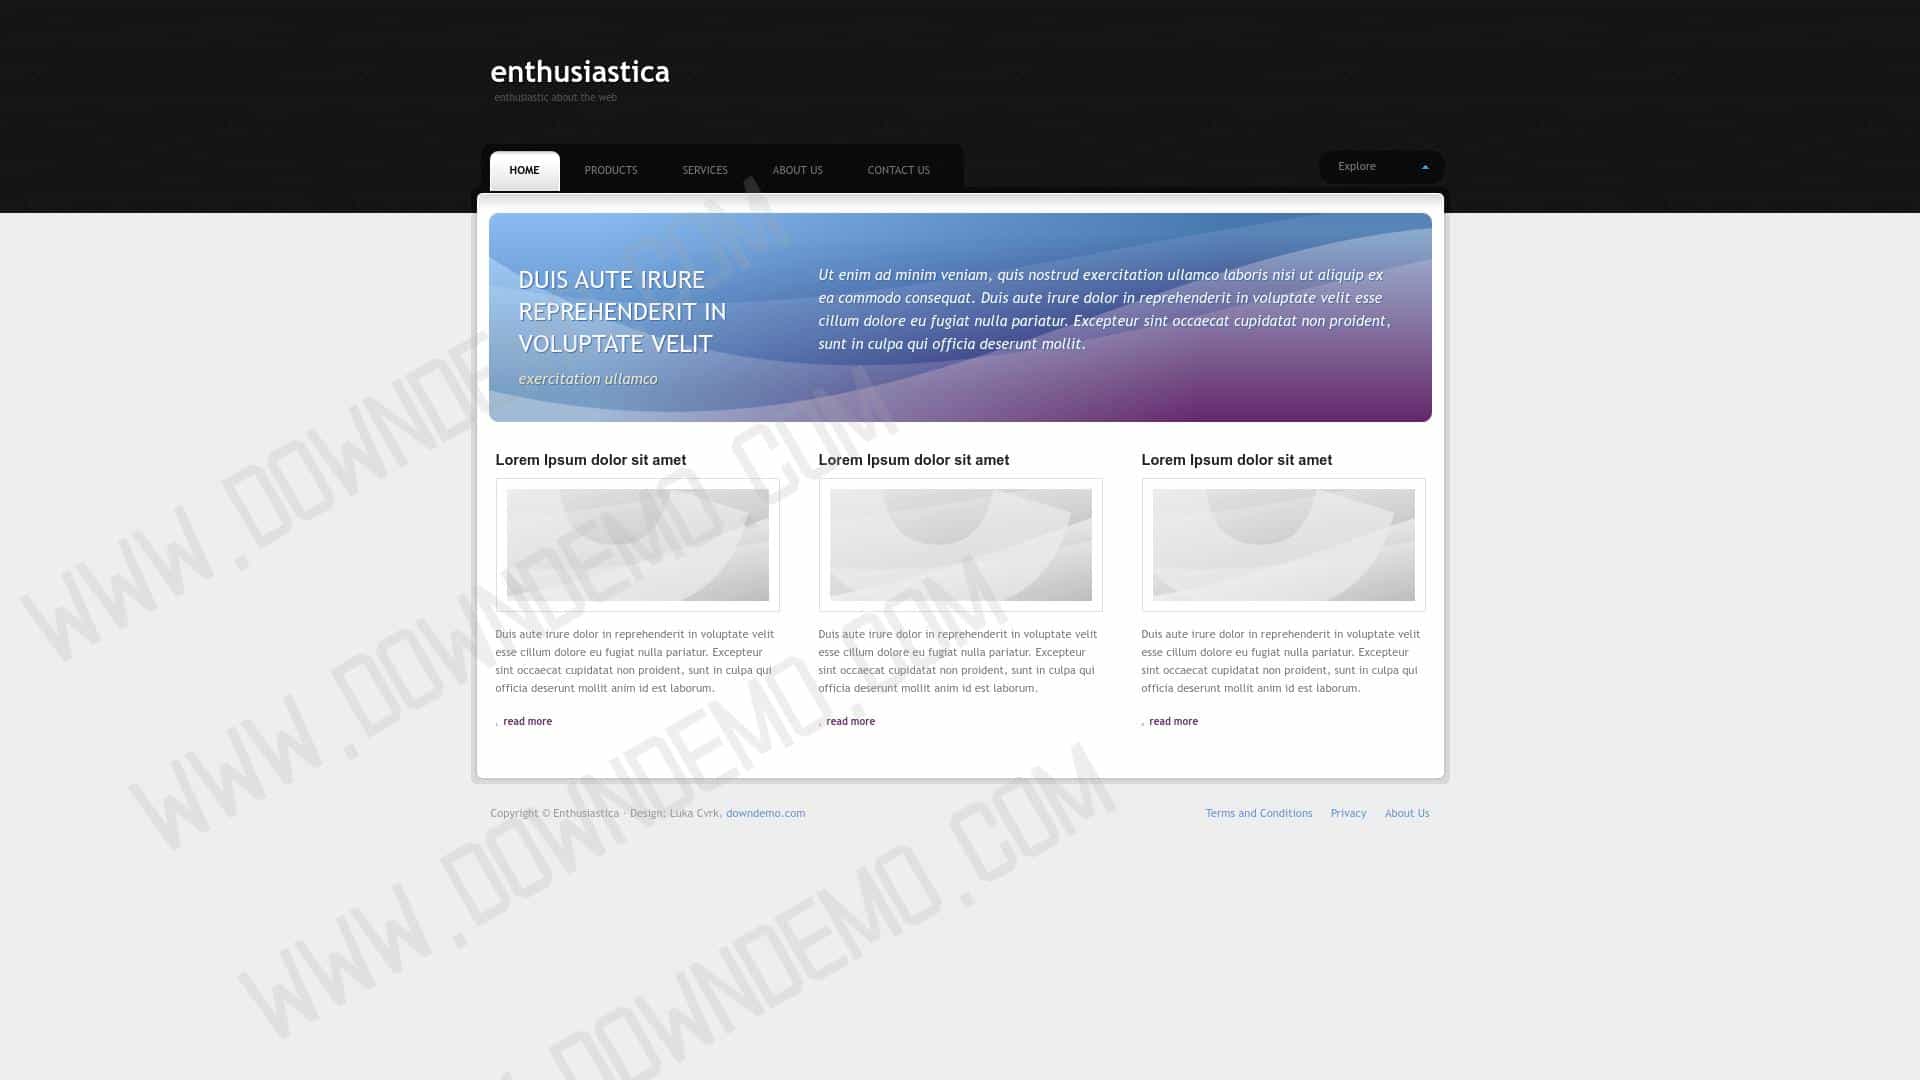 enthusiastica
enthusiastic about the web
HOME
PRODUCTS
SERVICES
ABOUT US
CONTACT US
Explore
DUIS AUTE IRURE
REPREHENDERIT IN
VOLUPTATE VELIT
exercitation ullamco
Ut enim ad minim veniam, quis nostrud exercitation ullamco laboris nisi ut aliquip ex
ea commodo consequat. Duis aute irure dolor in reprehenderit in voluptate velit esse
cillum dolore eu fugiat nulla pariatur. Excepteur sint occaecat cupidatat non proident,
sunt in culpa qui officia deserunt mollit.
Lorem Ipsum dolor sit amet
Duis aute irure dolor in reprehenderit in voluptate velit
esse cillum dolore eu fugiat nulla pariatur. Excepteur
sint occaecat cupidatat non proident, sunt in culpa qui
officia deserunt mollit anim id est laborum.
read more
Lorem Ipsum dolor sit amet
Duis aute irure dolor in reprehenderit in voluptate velit
esse cillum dolore eu fugiat nulla pariatur. Excepteur
sint occaecat cupidatat non proident, sunt in culpa qui
officia deserunt mollit anim id est laborum.
read more
Lorem Ipsum dolor sit amet
Duis aute irure dolor in reprehenderit in voluptate velit
esse cillum dolore eu fugiat nulla pariatur. Excepteur
sint occaecat cupidatat non proident, sunt in culpa qui
officia deserunt mollit anim id est laborum.
read more
Copyright © Enthusiastica · Design: Luka Cvrk, downdemo.com
Terms and Conditions
Privacy
About Us
WWW.DOWNDE COM
WWW.DOWNDEMO.COM
WWW.DOWNDEMO.COM
DOWNDEMO.COM